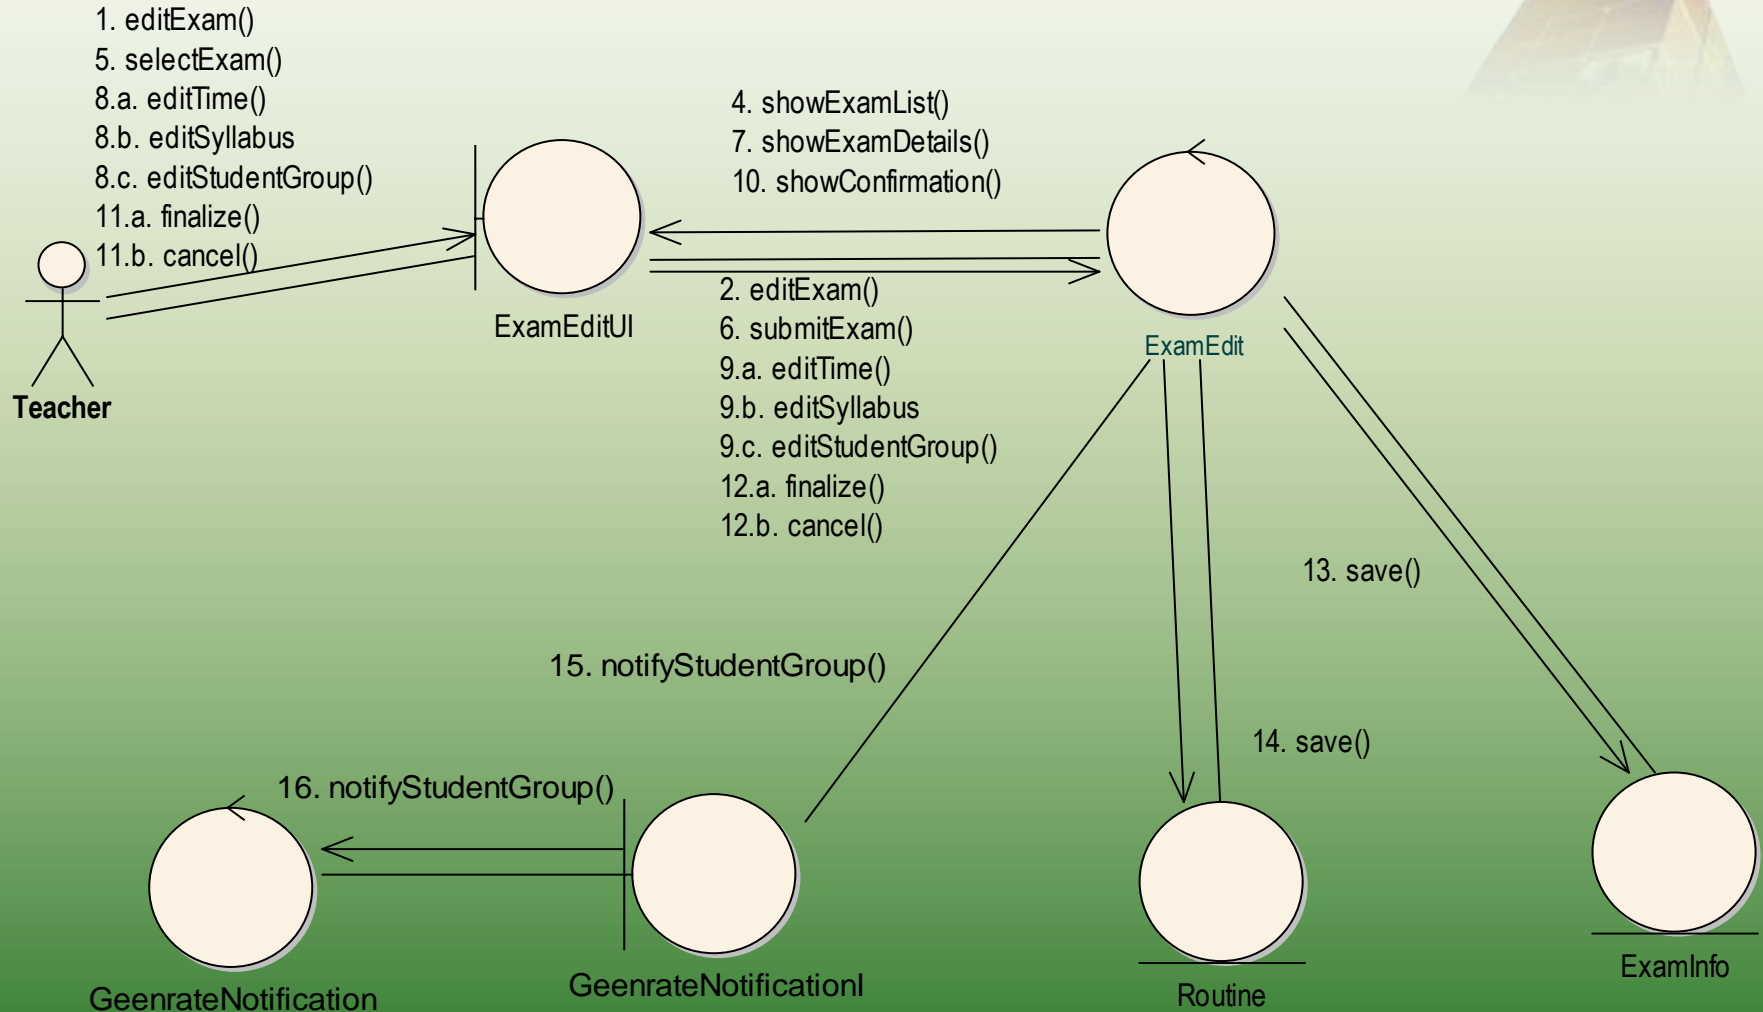 1. editExam()
5. selectExam()
8.a. editTime()
8.b. editSyllabus
8.c. editStudentGroup()
11.a. finalize()
11.b. cancel()
Teacher
ExamEditUI
4. showExamList()
7. showExamDetails()
10. showConfirmation()
2. editExam()
6. submitExam()
9.a. editTime()
9.b. editSyllabus
9.c. editStudentGroup()
12.a. finalize()
12.b. cancel()
ExamEdit
13. save()
15. notifyStudentGroup()
14. save()
16. notifyStudentGroup()
GeenrateNotification
GeenrateNotificationI
Routine
ExamInfo